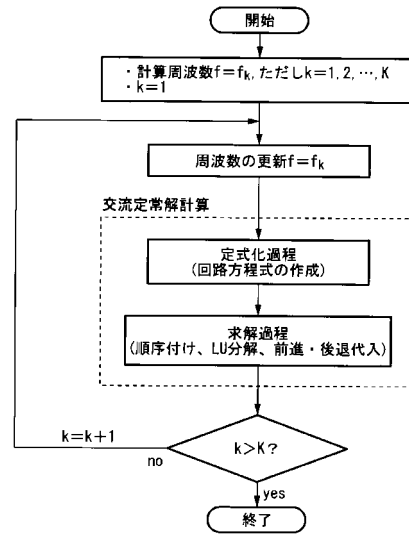 開始
・計算周波数f=fk,ただしk=1,2,…,K
・k=1
周波数の更新f=fk
交流定常解計算
定式化過程
(回路方程式の作成)
求解過程
(順序付け、LU分解、前進・後退代入)
k=k+1
k>K?
no
yes
終了